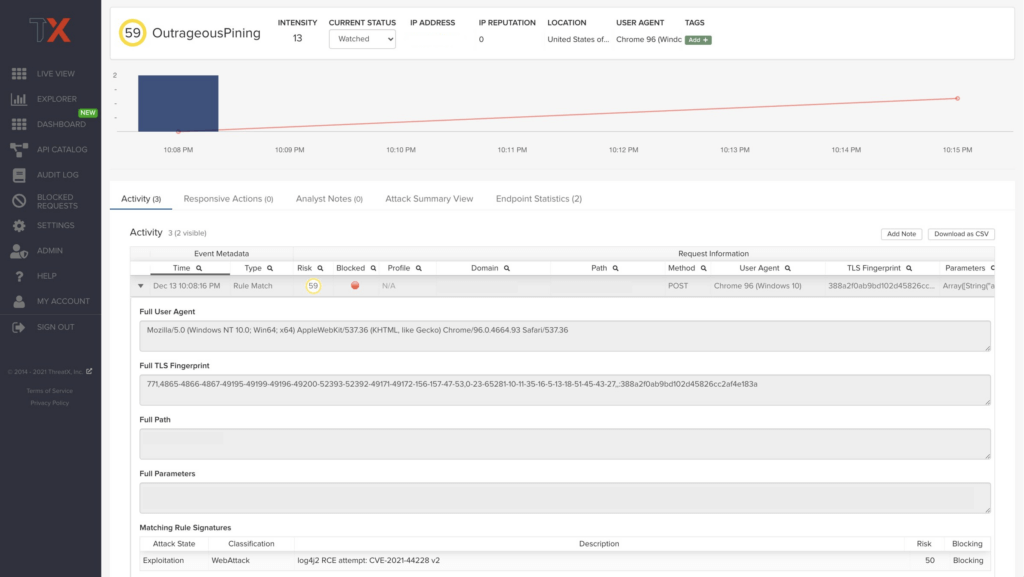 TX
LIVE VIEW
EXPLORER
NEW
DASHBOARD
API CATALOG
AUDIT LOG
BLOCKED
REQUESTS
SETTINGS
ADMIN
HELP
MY ACCOUNT
SIGN OUT
© 2014 - 2021 ThreatX, Inc.
Terms of Service
Privacy Policy
59 OutrageousPining
INTENSITY CURRENT STATUS IP ADDRESS IP REPUTATION LOCATION USER AGENT TAGS
13 Watched 0 United States of... Chrome 96 (Windc Add +
2
10:08 PM 10:09 PM 10:10 PM 10:11 PM 10:12 PM 10:13 PM 10:14 PM 10:15 PM
Activity (3) Responsive Actions (0) Analyst Notes (0) Attack Summary View Endpoint Statistics (2)
Activity 3 (2 visible) Add Note Download as CSV
Event Metadata Request Information
Time Type Risk Blocked Profile Domain Path Method User Agent TLS Fingerprint Parameters
Dec 13 10:08:16 PM Rule Match 59 N/A POST Chrome 96 (Windows 10) 388a2f0ab9bd102d45826cc... Array[String("a
Full User Agent
Mozilla/5.0 (Windows NT 10.0; Win64; x64) AppleWebKit/537.36 (KHTML, like Gecko) Chrome/96.0.4664.93 Safari/537.36
Full TLS Fingerprint
771,4865-4866-4867-49195-49199-49196-49200-52393-52392-49171-49172-156-157-47-53,0-23-65281-10-11-35-16-5-13-18-51-45-43-27,,:388a2f0ab9bd102d45826cc2af4e183a
Full Path
Full Parameters
Matching Rule Signatures
Attack State Classification Description Risk Blocking
Exploitation WebAttack log4j2 RCE attempt: CVE-2021-44228 v2 50 Blocking